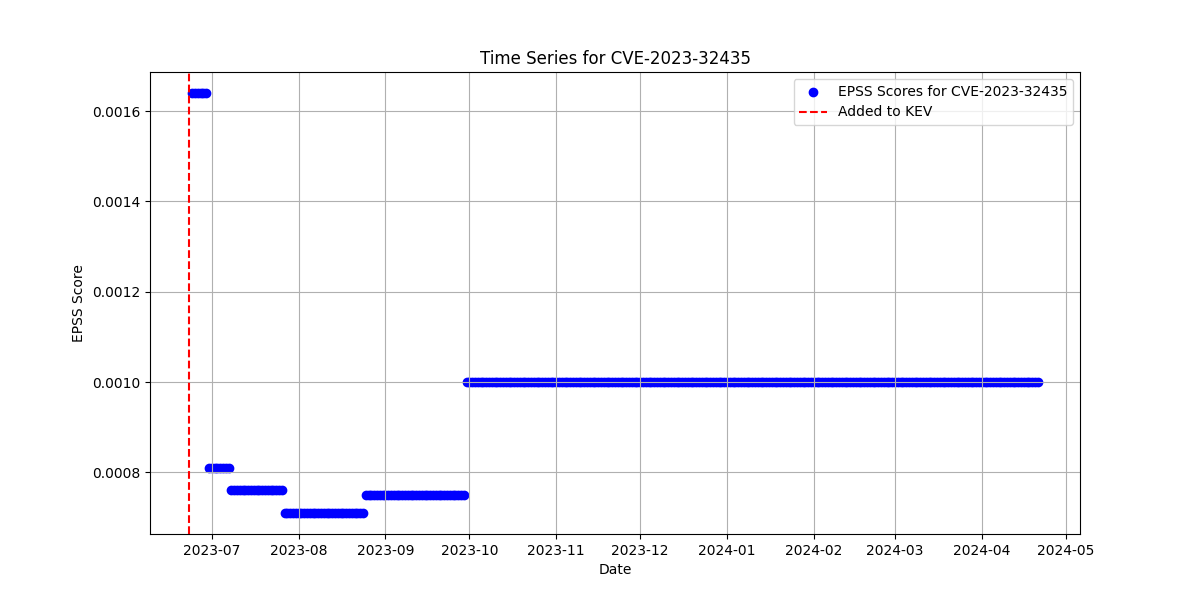 Time Series for CVE-2023-32435
EPSS Scores for CVE-2023-32435
Added to KEV
EPSS Score
0.0016
0.0014
0.0012
0.0010
0.0008
2023-07 2023-08 2023-09 2023-10 2023-11 2023-12 2024-01 2024-02 2024-03 2024-04 2024-05
Date